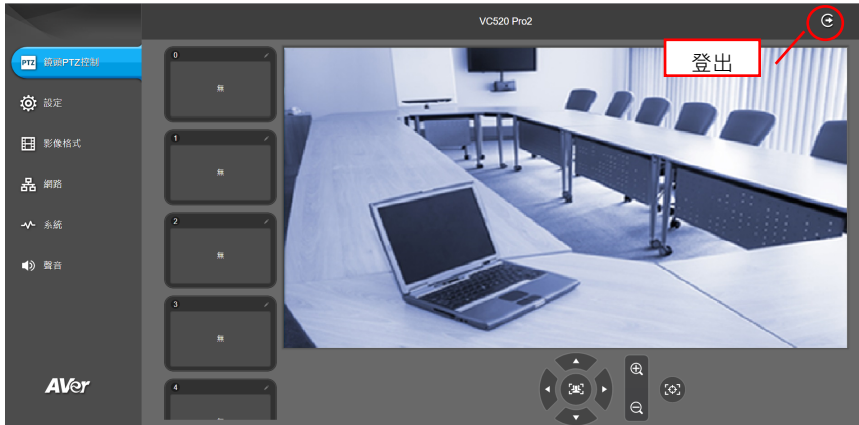 VC520 Pro2
登出
PTZ 鏡頭PTZ控制
設定
影像格式
網路
系統
聲音
AVer
0
無
1
無
2
無
3
無
4